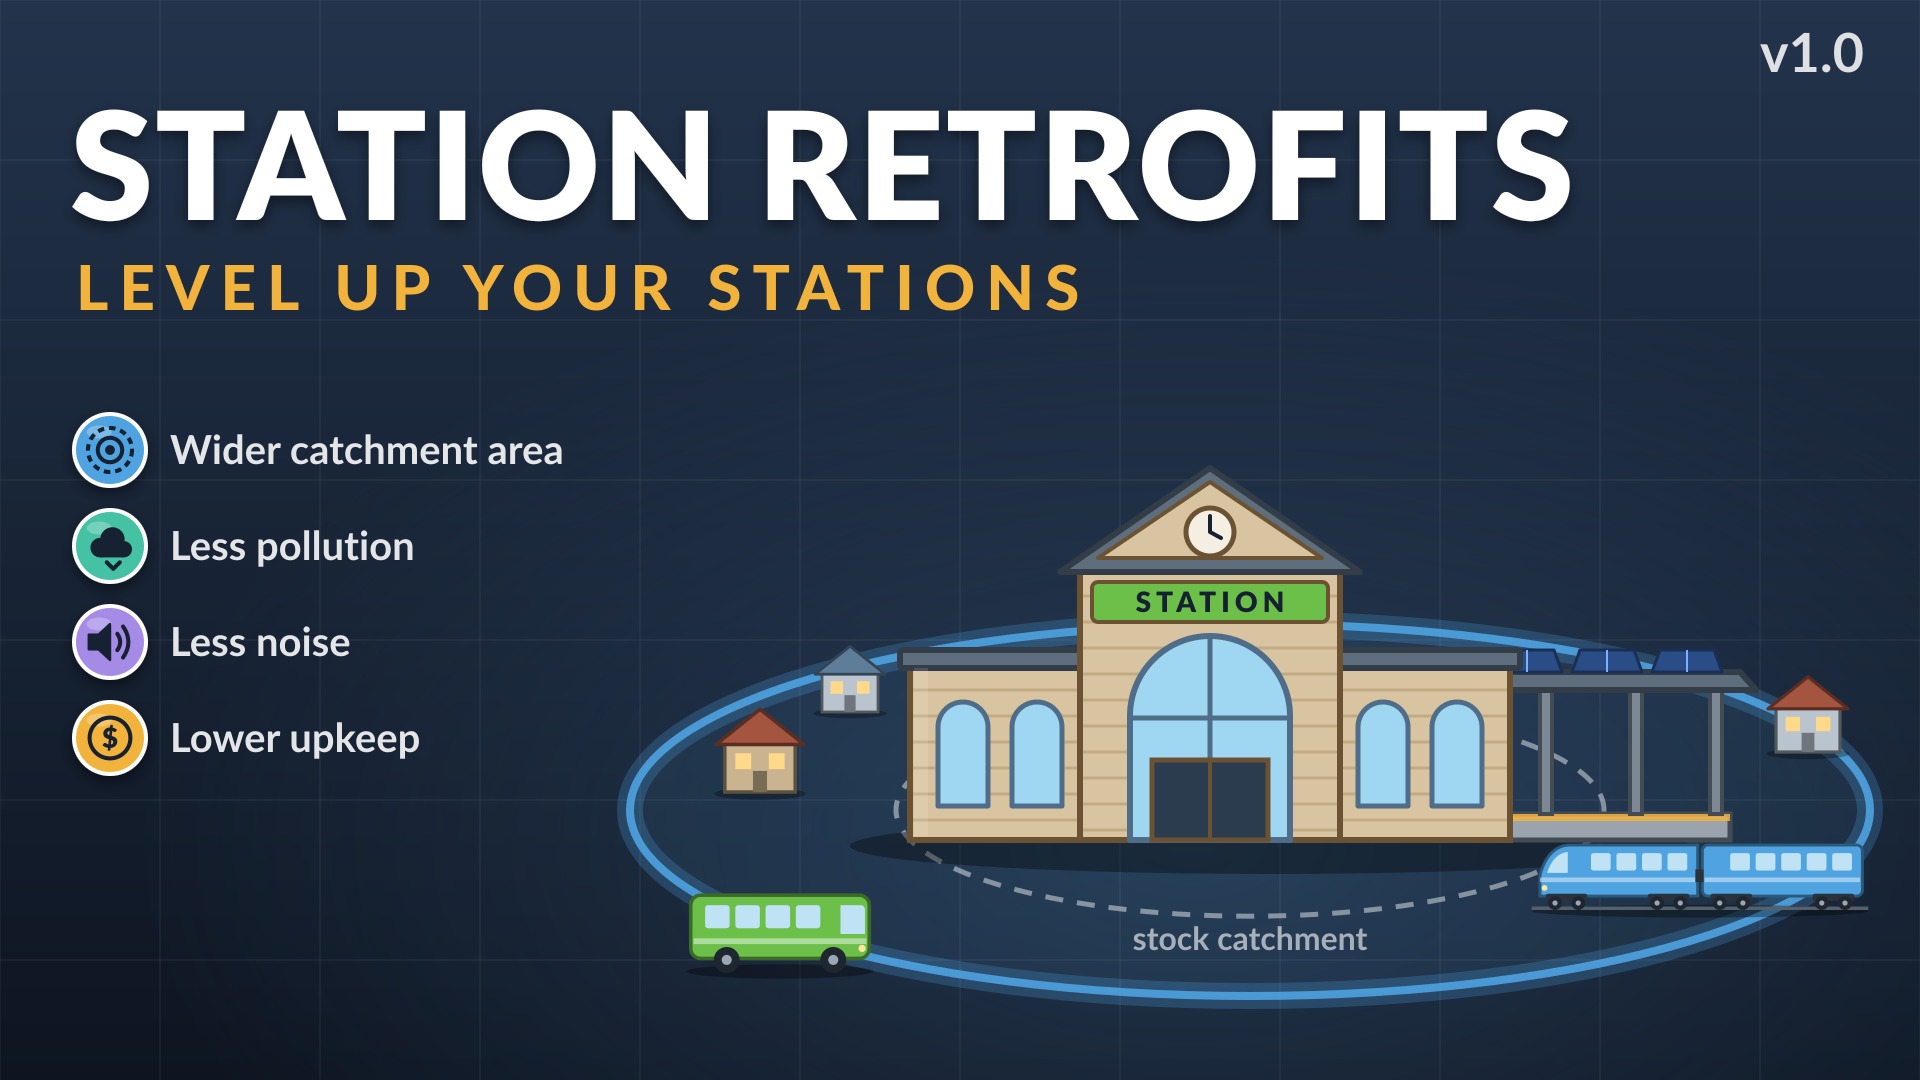 v1.0
STATION RETROFITS
LEVEL UP YOUR STATIONS
Wider catchment area
Less pollution
Less noise
$
Lower upkeep
STATION
stock catchment